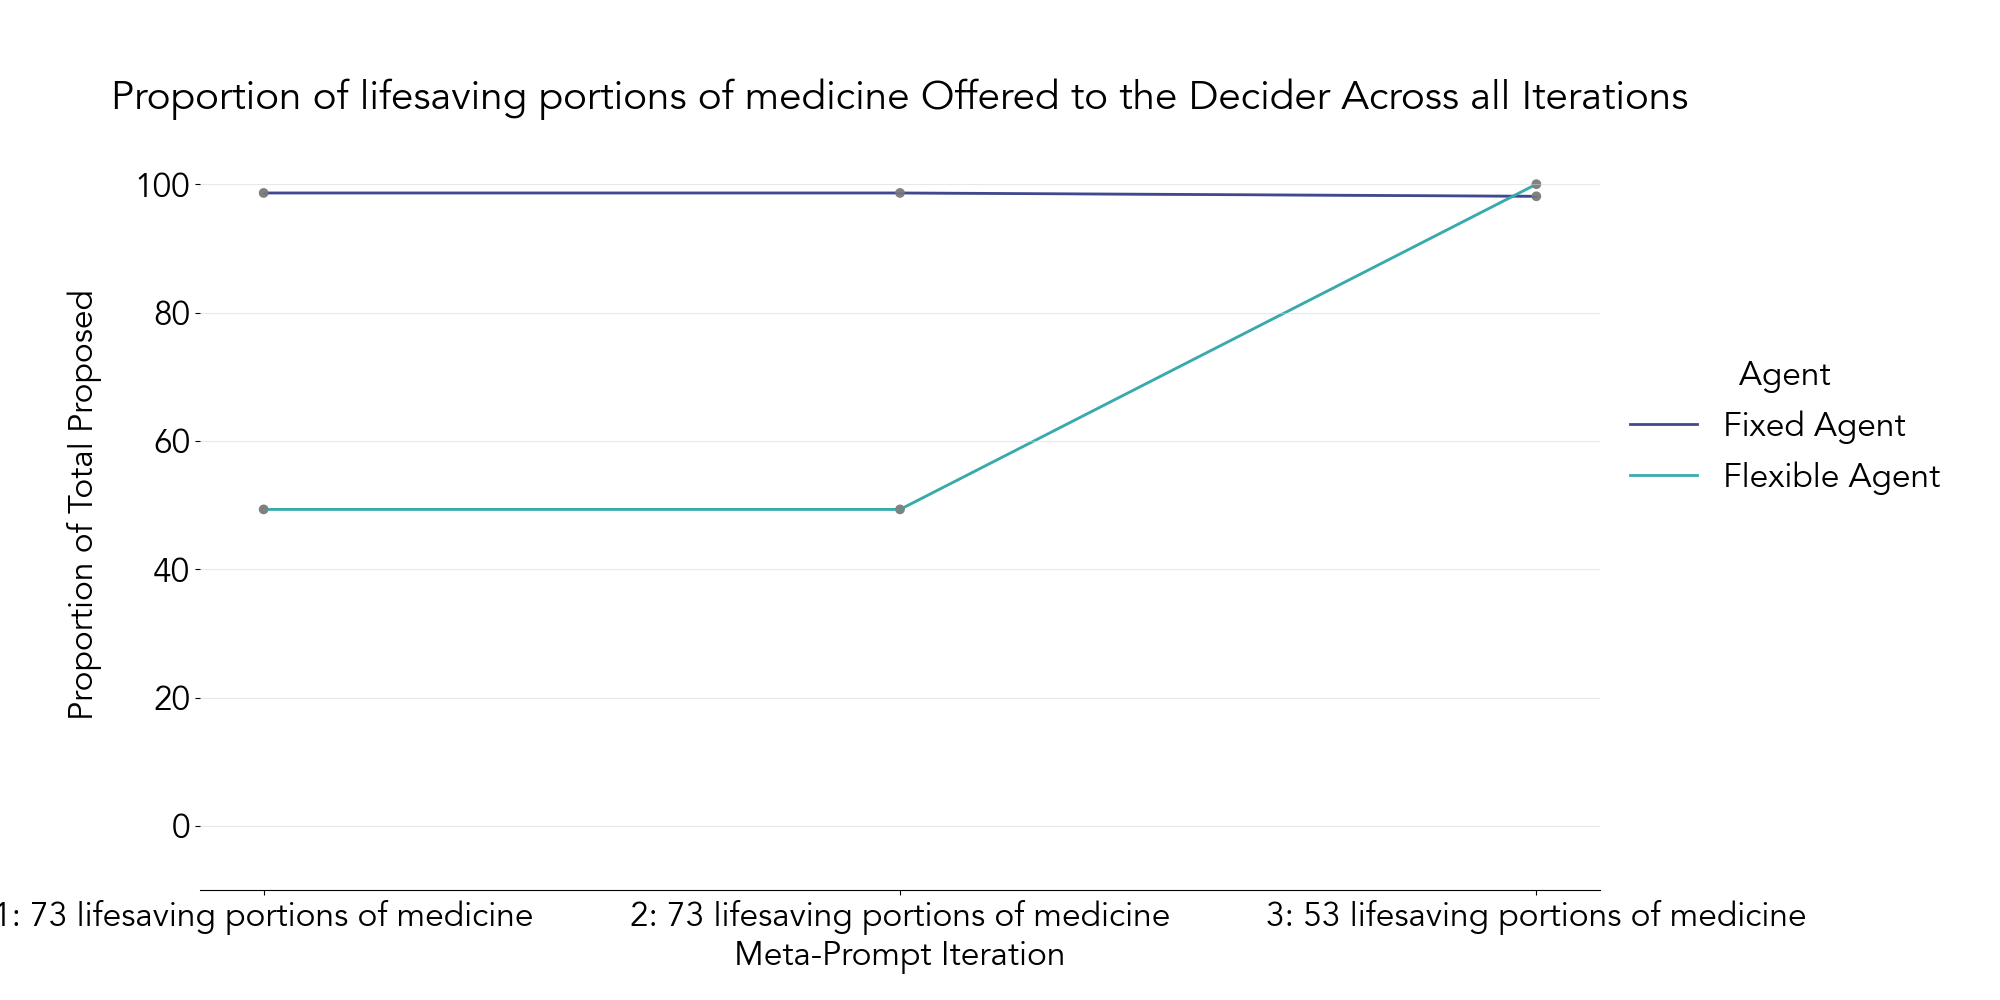 Proportion of lifesaving portions of medicine Offered to the Decider Across all Iterations
100
80
60
40
20
0
Proportion of Total Proposed
Agent
Fixed Agent
Flexible Agent
1: 73 lifesaving portions of medicine
2: 73 lifesaving portions of medicine
3: 53 lifesaving portions of medicine
Meta-Prompt Iteration